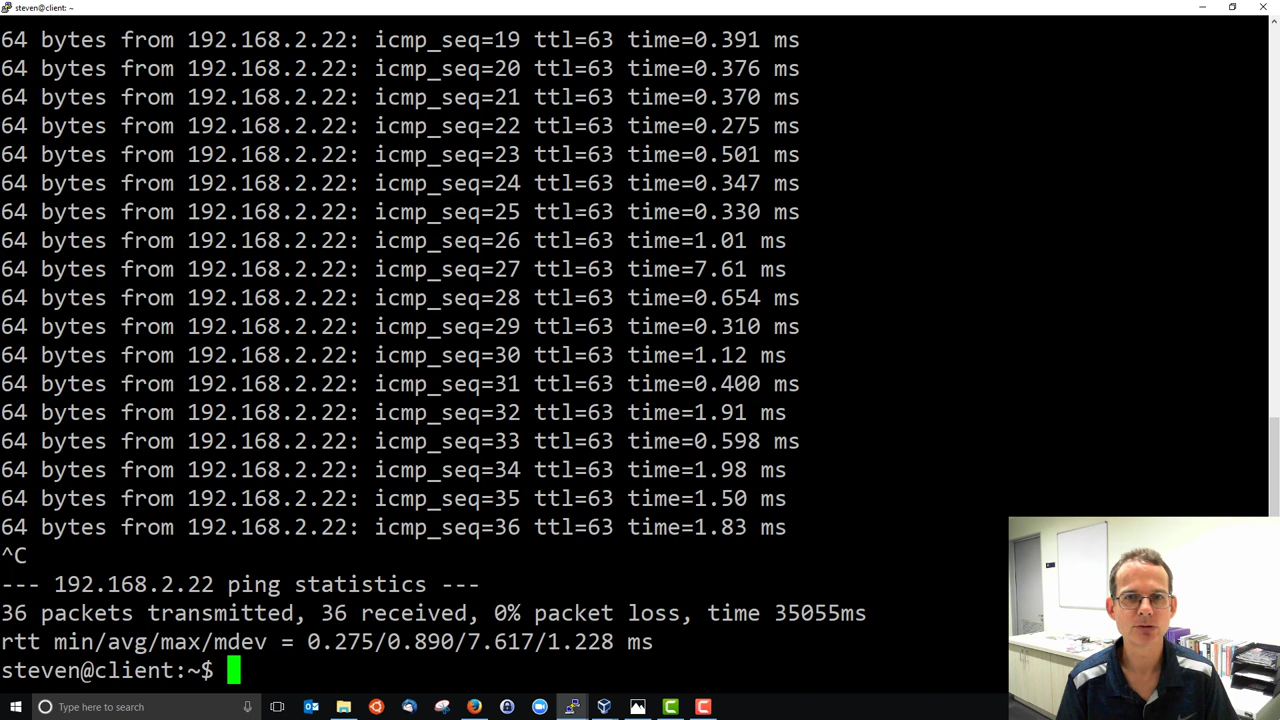 steven@client: ~
64 bytes from 192.168.2.22: icmp_seq=19 ttl=63 time=0.391 ms
64 bytes from 192.168.2.22: icmp_seq=20 ttl=63 time=0.376 ms
64 bytes from 192.168.2.22: icmp_seq=21 ttl=63 time=0.370 ms
64 bytes from 192.168.2.22: icmp_seq=22 ttl=63 time=0.275 ms
64 bytes from 192.168.2.22: icmp_seq=23 ttl=63 time=0.501 ms
64 bytes from 192.168.2.22: icmp_seq=24 ttl=63 time=0.347 ms
64 bytes from 192.168.2.22: icmp_seq=25 ttl=63 time=0.330 ms
64 bytes from 192.168.2.22: icmp_seq=26 ttl=63 time=1.01 ms
64 bytes from 192.168.2.22: icmp_seq=27 ttl=63 time=7.61 ms
64 bytes from 192.168.2.22: icmp_seq=28 ttl=63 time=0.654 ms
64 bytes from 192.168.2.22: icmp_seq=29 ttl=63 time=0.310 ms
64 bytes from 192.168.2.22: icmp_seq=30 ttl=63 time=1.12 ms
64 bytes from 192.168.2.22: icmp_seq=31 ttl=63 time=0.400 ms
64 bytes from 192.168.2.22: icmp_seq=32 ttl=63 time=1.91 ms
64 bytes from 192.168.2.22: icmp_seq=33 ttl=63 time=0.598 ms
64 bytes from 192.168.2.22: icmp_seq=34 ttl=63 time=1.98 ms
64 bytes from 192.168.2.22: icmp_seq=35 ttl=63 time=1.50 ms
64 bytes from 192.168.2.22: icmp_seq=36 ttl=63 time=1.83 ms
^C
--- 192.168.2.22 ping statistics ---
36 packets transmitted, 36 received, 0% packet loss, time 35055ms
rtt min/avg/max/mdev = 0.275/0.890/7.617/1.228 ms
steven@client:~$
Type here to search